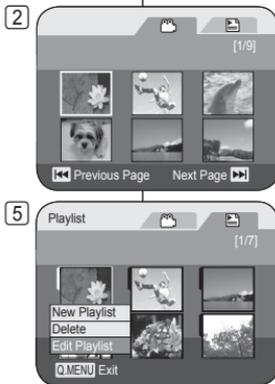 2
[1/9]
Previous Page Next Page
5
Playlist
[1/7]
New Playlist
Delete
Edit Playlist
Q.MENU Exit